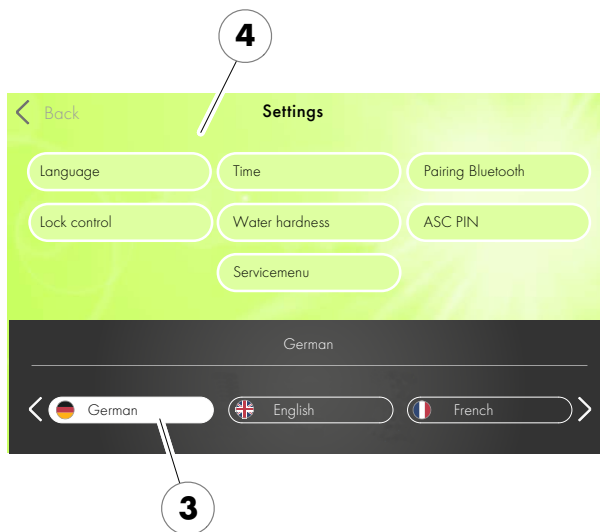 4
Back
Settings
Language
Time
Pairing Bluetooth
Lock control
Water hardness
ASC PIN
Servicemenu
German
German
English
French
3